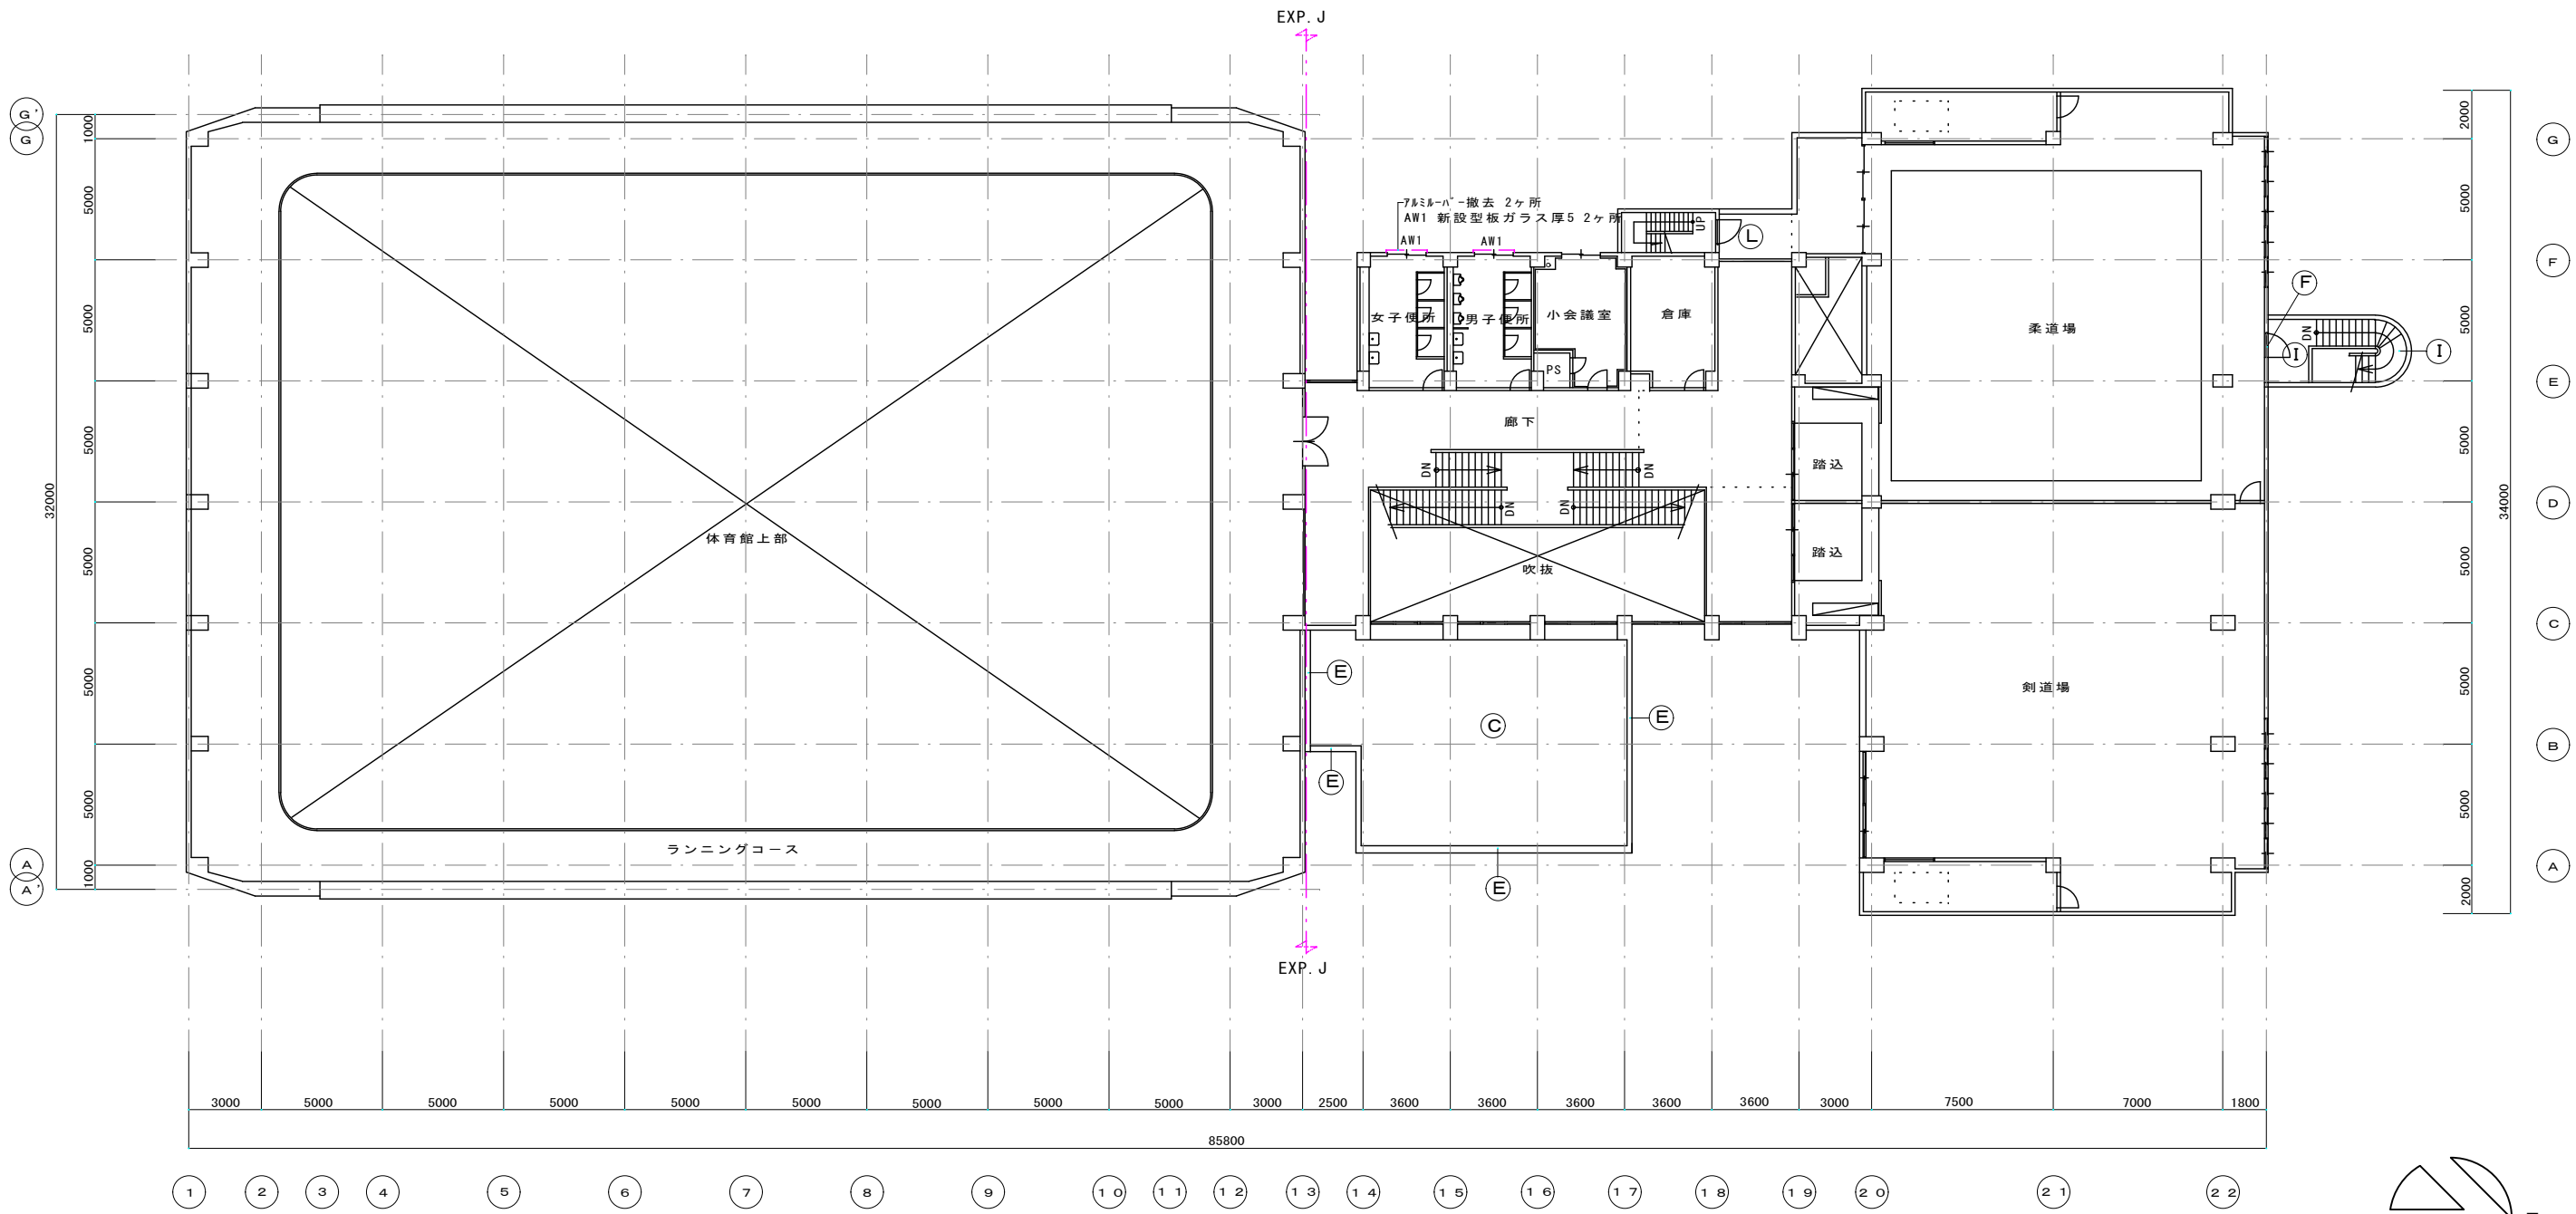 EXP. J
G'
G
1000
5000
5000
5000
5000
5000
5000
1000
32000
A
A'
アルミルーバー撤去 2ヶ所
AW1 新設型板ガラス厚5 2ヶ所
AW1
AW1
UP
L
女子便所
男子便所
小会議室
倉庫
PS
柔道場
F
I
I
DN
廊下
DN
DN
DN
DN
踏込
踏込
吹抜
体育館上部
ランニングコース
剣道場
E
E
E
E
C
EXP. J
2000
5000
5000
5000
5000
5000
5000
2000
34000
G
F
E
D
C
B
A
3000
5000
5000
5000
5000
5000
5000
5000
5000
3000
2500
3600
3600
3600
3600
3600
3000
7500
7000
1800
85800
1
2
3
4
5
6
7
8
9
10
11
12
13
14
15
16
17
18
19
20
21
22